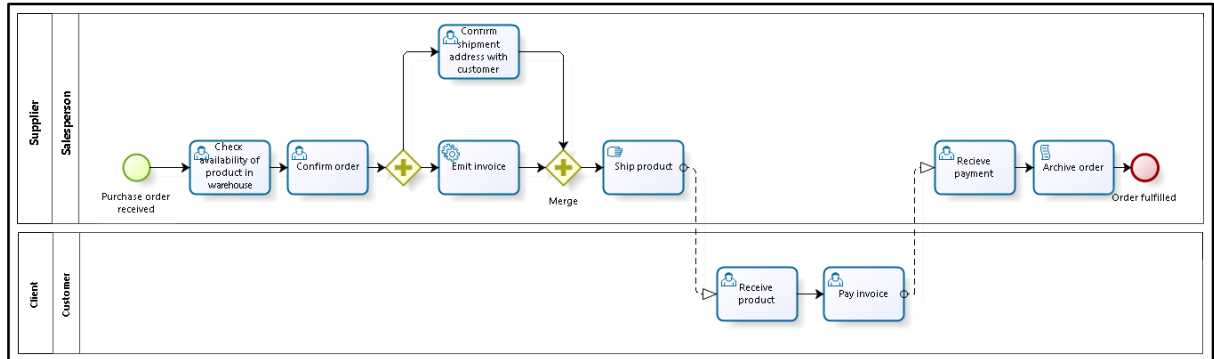 Supplier
Salesperson
Confirm
shipment
address with
customer
Check
availability of
product in
warehouse
Confirm order
Emit invoice
Ship product
Recieve
payment
Archive order
Purchase order
received
Merge
Order fulfilled
Client
Customer
Receive
product
Pay invoice